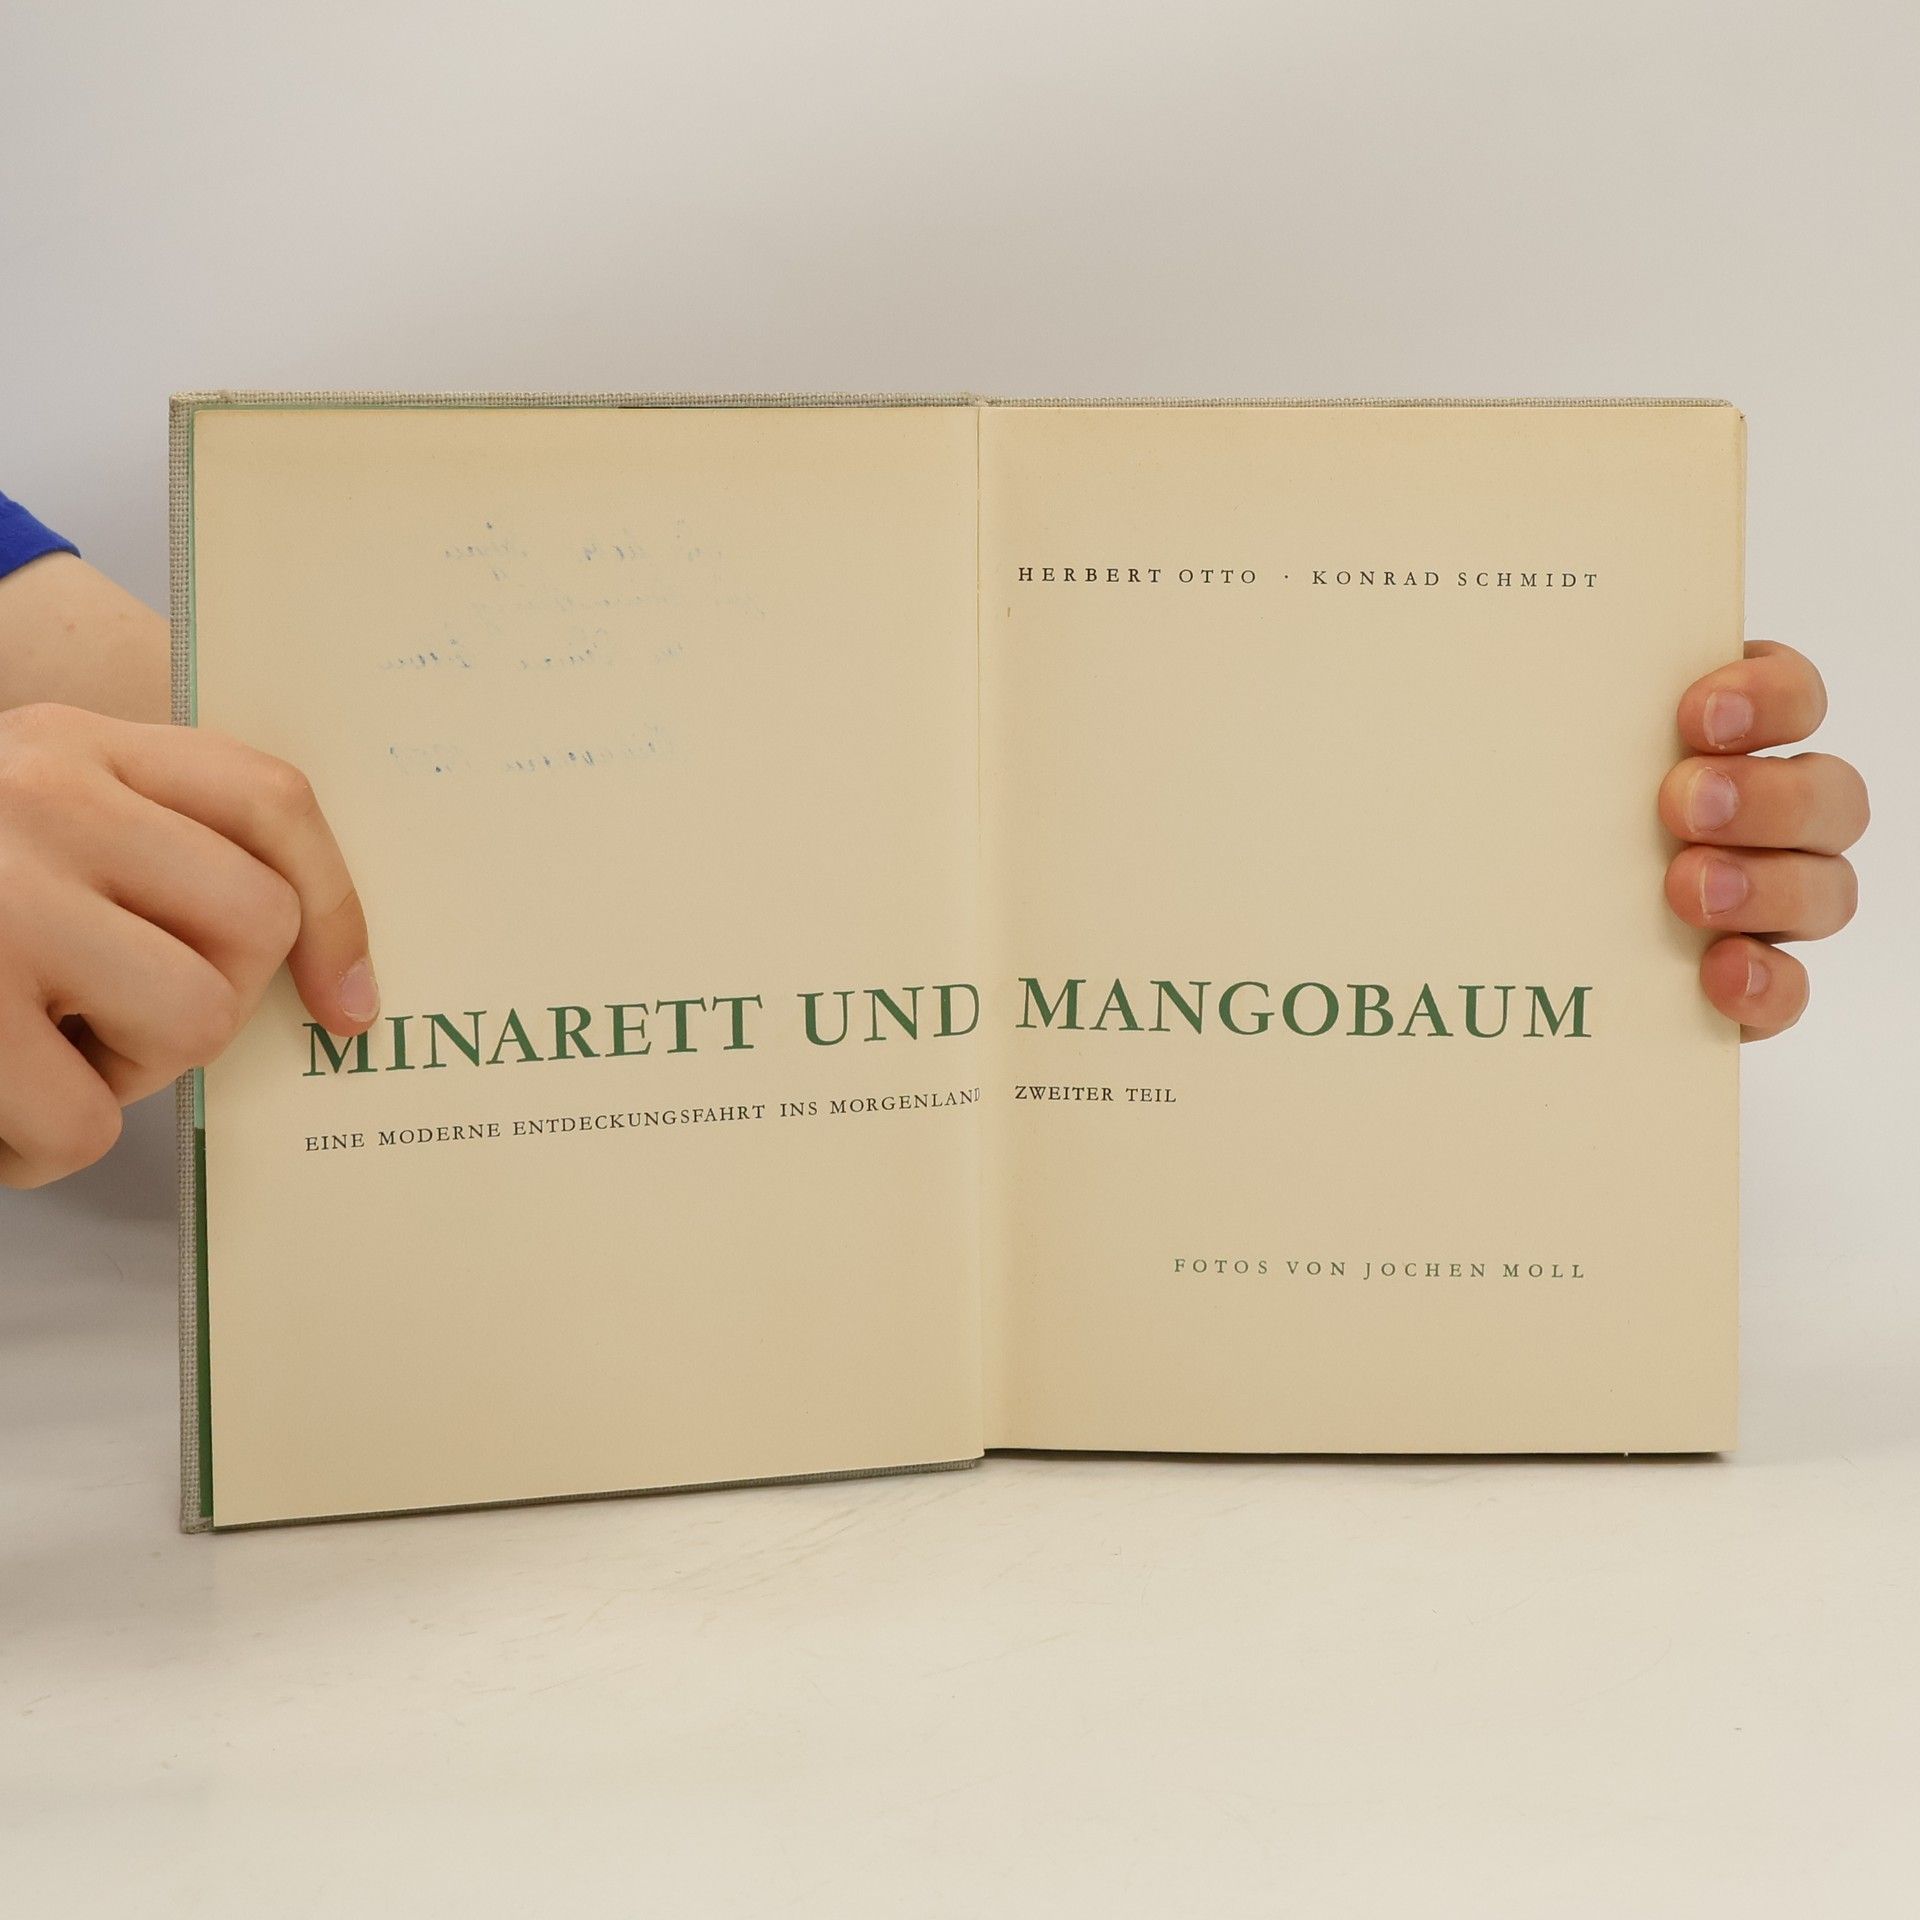 HERBERT OTTO · KONRAD SCHMIDT
MINARETT UND MANGOBAUM
EINE MODERNE ENTDECKUNGSFAHRT INS MORGENLAND ZWEITER TEIL
FOTOS VON JOCHEN MOLL